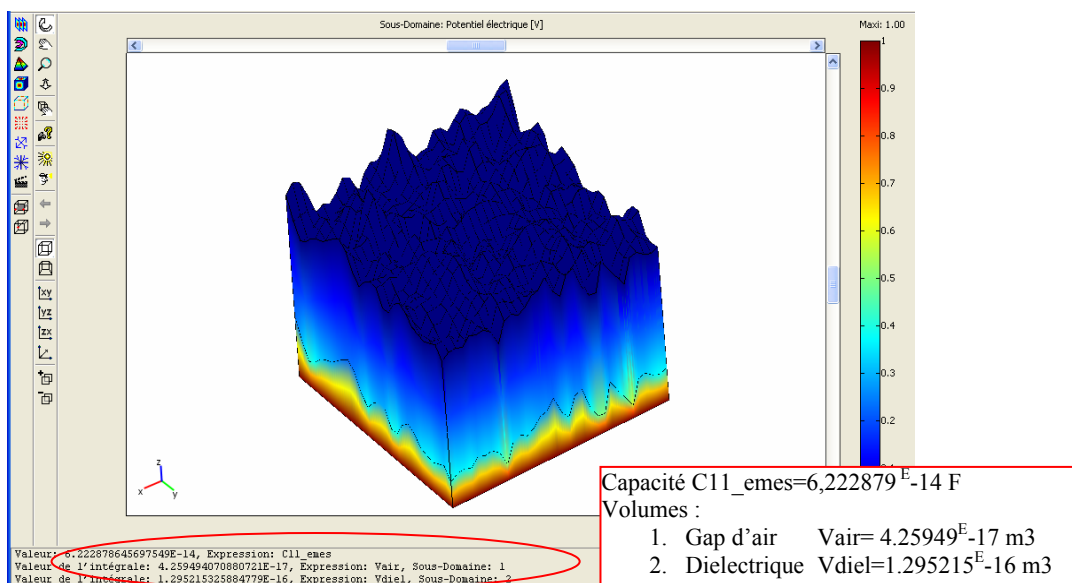 Sous-Domaine: Potentiel électrique [V]
Maxi: 1.00
1
0.9
0.8
0.7
0.6
0.5
0.4
0.3
0.2
xy
yz
zx
z
x
y
Capacité C11_emes=6,222879 E-14 F
Volumes :
1. Gap d'air Vair= 4.25949E-17 m3
2. Dielectrique Vdiel=1.295215E-16 m3
Valeur: 6.222878645697549E-14, Expression: C11_emes
Valeur de l'intégrale: 4.259494070880721E-17, Expression: Vair, Sous-Domaine: 1
Valeur de l'intégrale: 1.295215325884779E-16, Expression: Vdiel, Sous-Domaine: 2